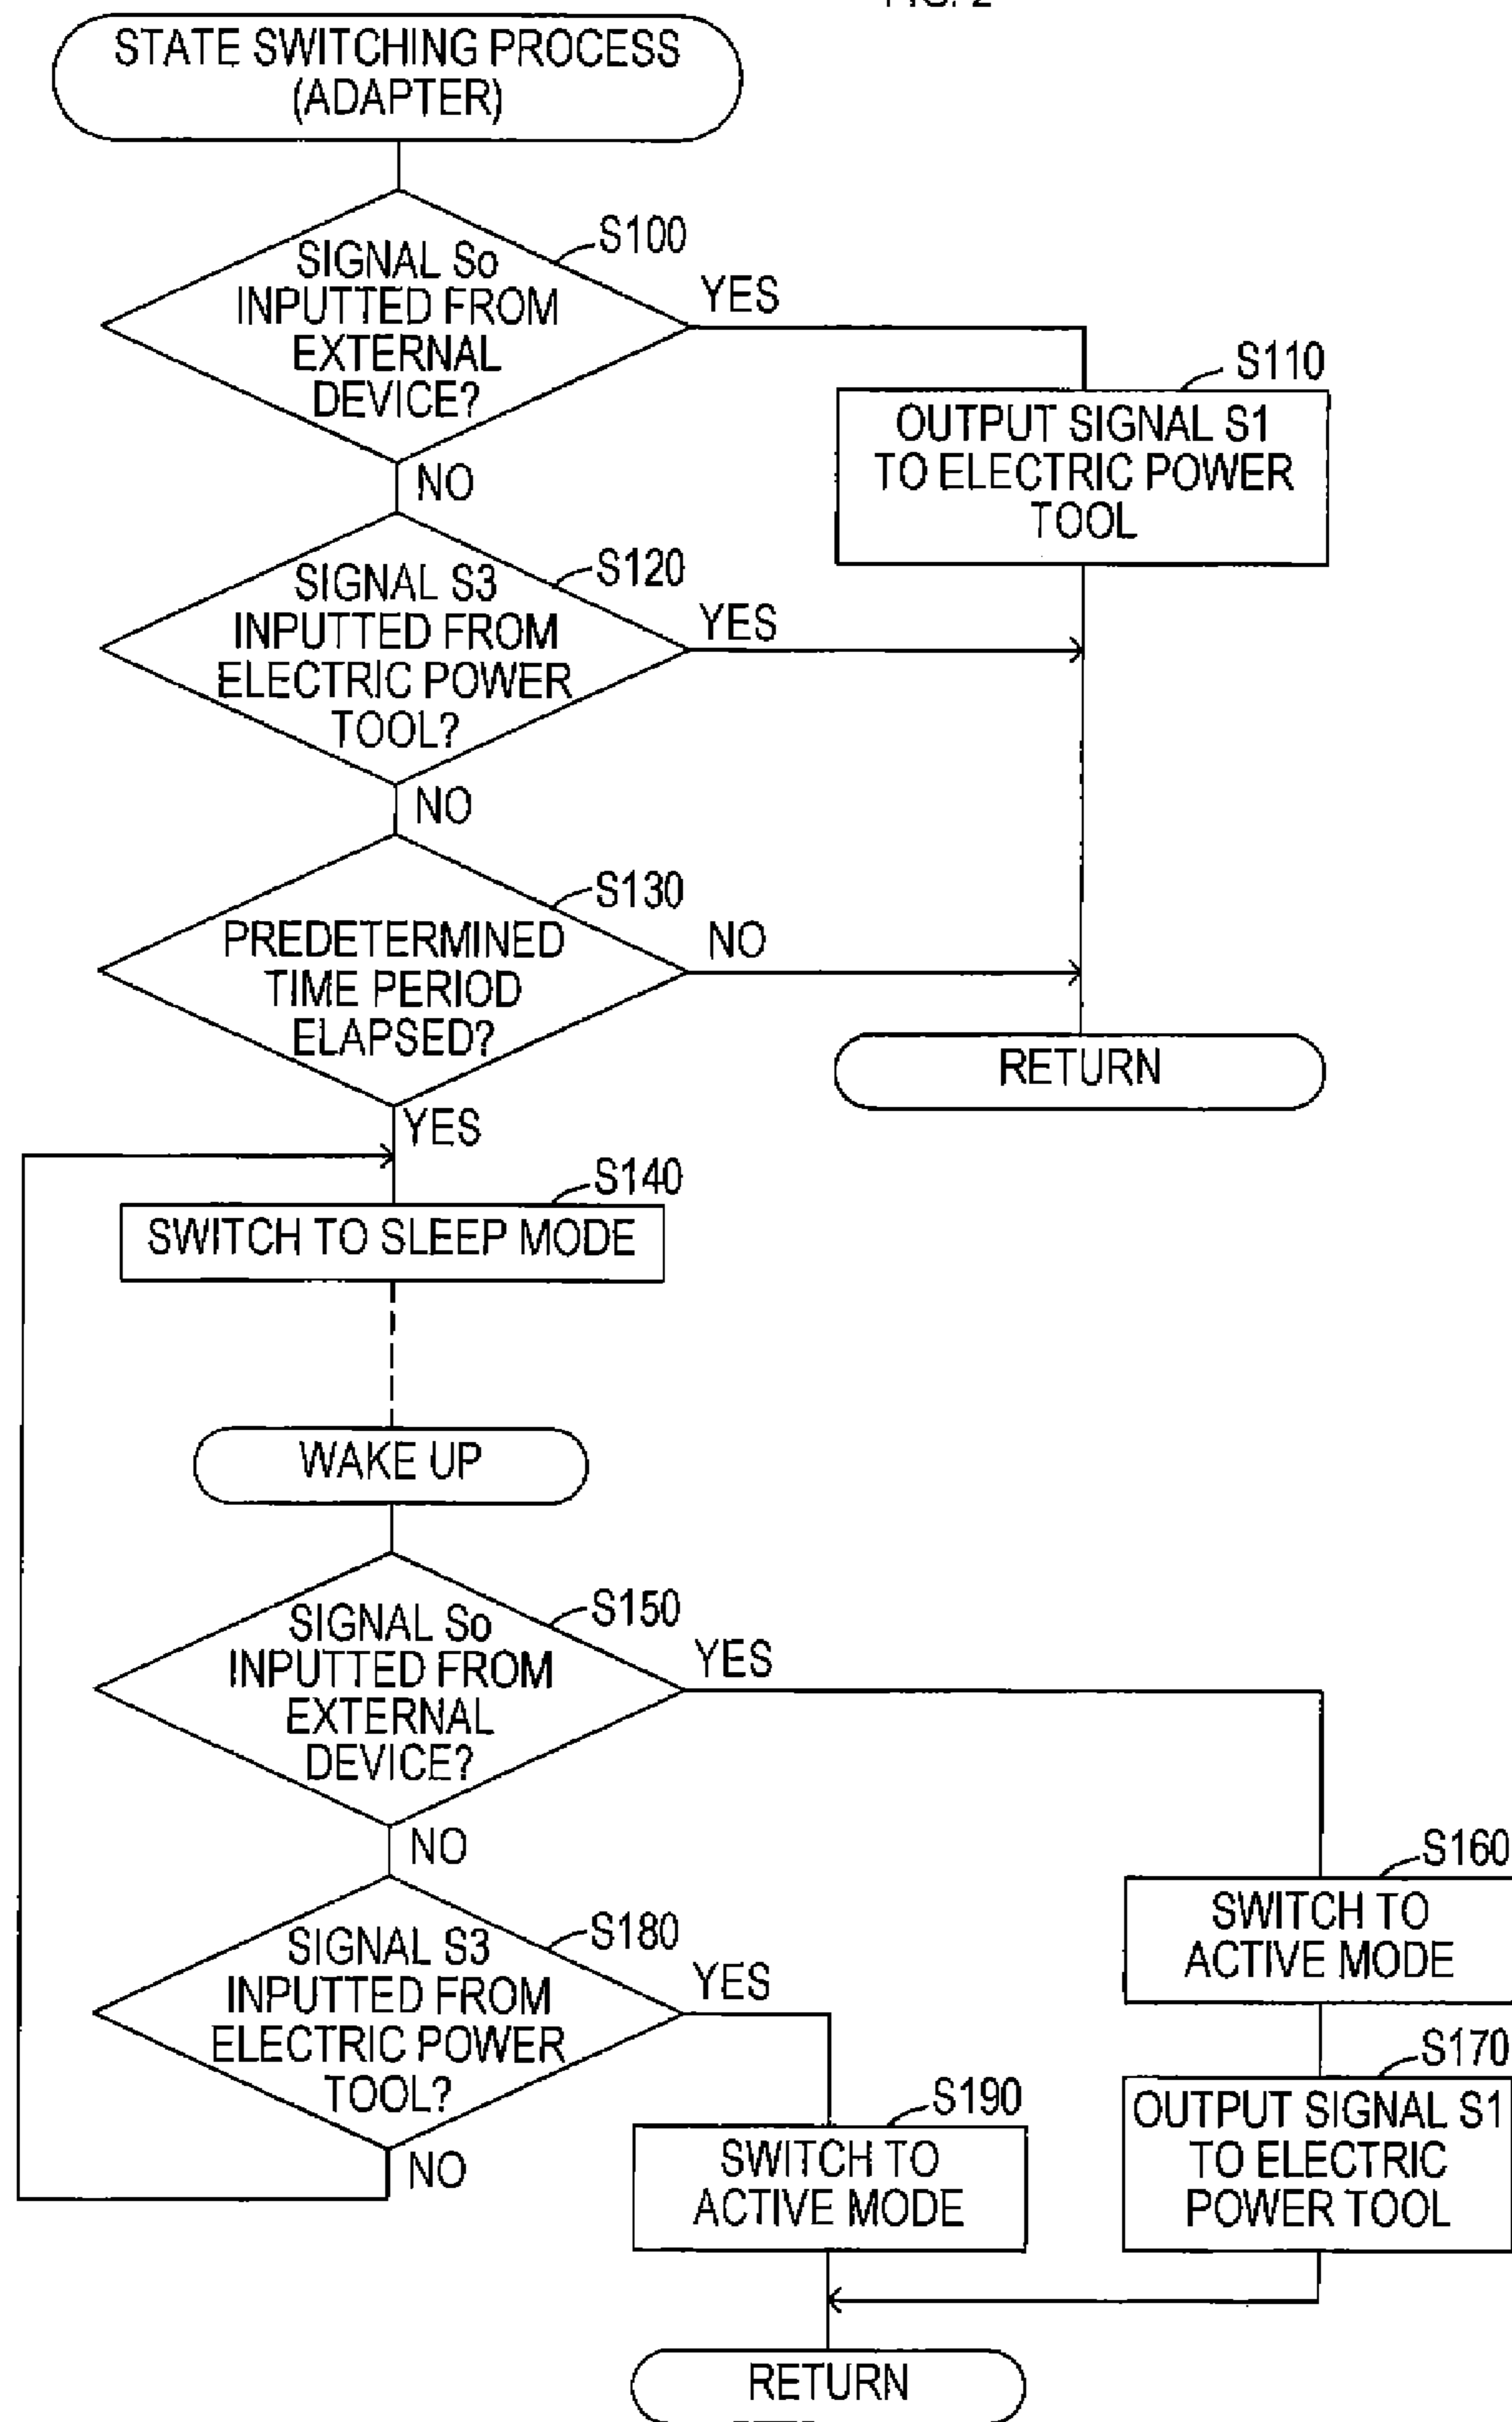 FIG. 2
STATE SWITCHING PROCESS
(ADAPTER)
S100
SIGNAL So
INPUTTED FROM
EXTERNAL
DEVICE?
YES
NO
S110
OUTPUT SIGNAL S1
TO ELECTRIC POWER
TOOL
S120
SIGNAL S3
INPUTTED FROM
ELECTRIC POWER
TOOL?
YES
NO
S130
PREDETERMINED
TIME PERIOD
ELAPSED?
NO
RETURN
YES
S140
SWITCH TO SLEEP MODE
WAKE UP
S150
SIGNAL So
INPUTTED FROM
EXTERNAL
DEVICE?
YES
NO
S160
SWITCH TO
ACTIVE MODE
S170
OUTPUT SIGNAL S1
TO ELECTRIC
POWER TOOL
S180
SIGNAL S3
INPUTTED FROM
ELECTRIC POWER
TOOL?
YES
NO
S190
SWITCH TO
ACTIVE MODE
RETURN